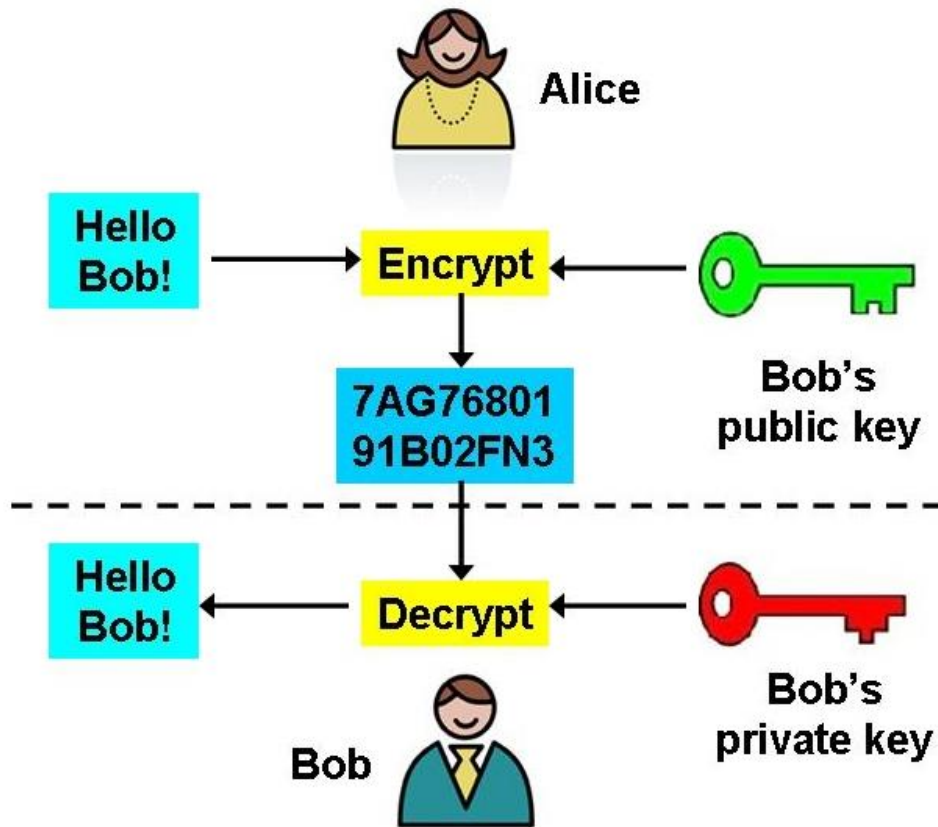 Alice
Hello
Bob!
Encrypt
Bob's
public key
7AG76801
91B02FN3
Hello
Bob!
Decrypt
Bob's
private key
Bob